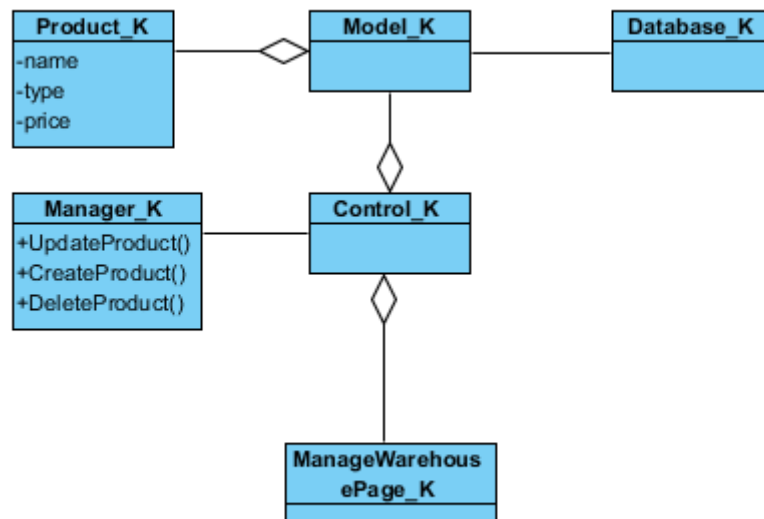 Product_K
-name
-type
-price
Model_K
Database_K
Manager_K
+UpdateProduct()
+CreateProduct()
+DeleteProduct()
Control_K
ManageWarehous
ePage_K